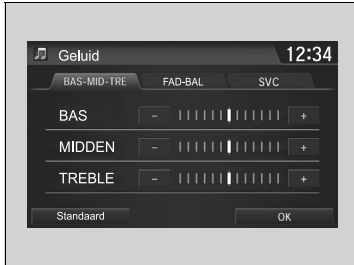 Geluid 12:34
BAS-MID-TRE FAD-BAL SVC
BAS - +
MIDDEN - +
TREBLE - +
Standaard OK